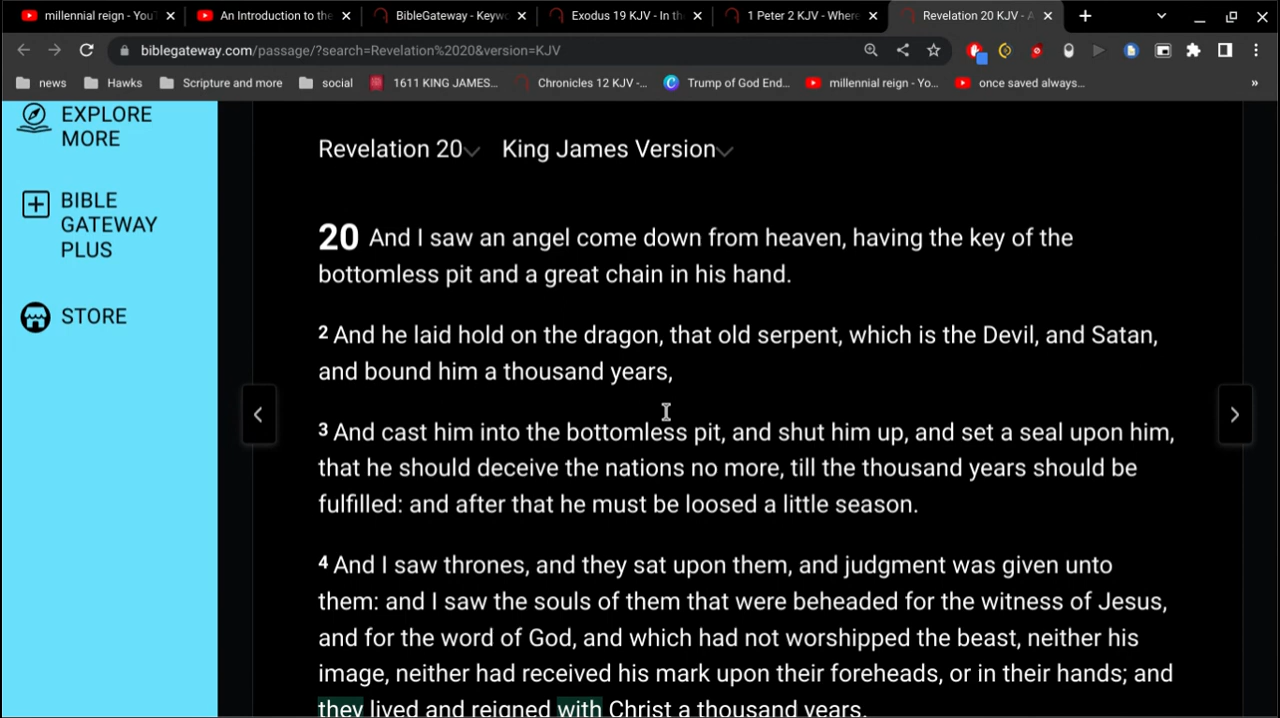 millennial reign - You
An Introduction to the
BibleGateway - Keyw
Exodus 19 KJV - In th
1 Peter 2 KJV - Where
Revelation 20 KJV - A
biblegateway.com/passage/?search=Revelation%2020&version=KJV
news
Hawks
Scripture and more
social
1611 KING JAMES...
Chronicles 12 KJV -...
Trump of God End...
millennial reign - Yo...
once saved always...
»
EXPLORE
MORE
BIBLE
GATEWAY
PLUS
STORE
Revelation 20 King James Version
20 And I saw an angel come down from heaven, having the key of the
bottomless pit and a great chain in his hand.
2 And he laid hold on the dragon, that old serpent, which is the Devil, and Satan,
and bound him a thousand years,
3 And cast him into the bottomless pit, and shut him up, and set a seal upon him,
that he should deceive the nations no more, till the thousand years should be
fulfilled: and after that he must be loosed a little season.
4 And I saw thrones, and they sat upon them, and judgment was given unto
them: and I saw the souls of them that were beheaded for the witness of Jesus,
and for the word of God, and which had not worshipped the beast, neither his
image, neither had received his mark upon their foreheads, or in their hands; and
they lived and reigned with Christ a thousand years.